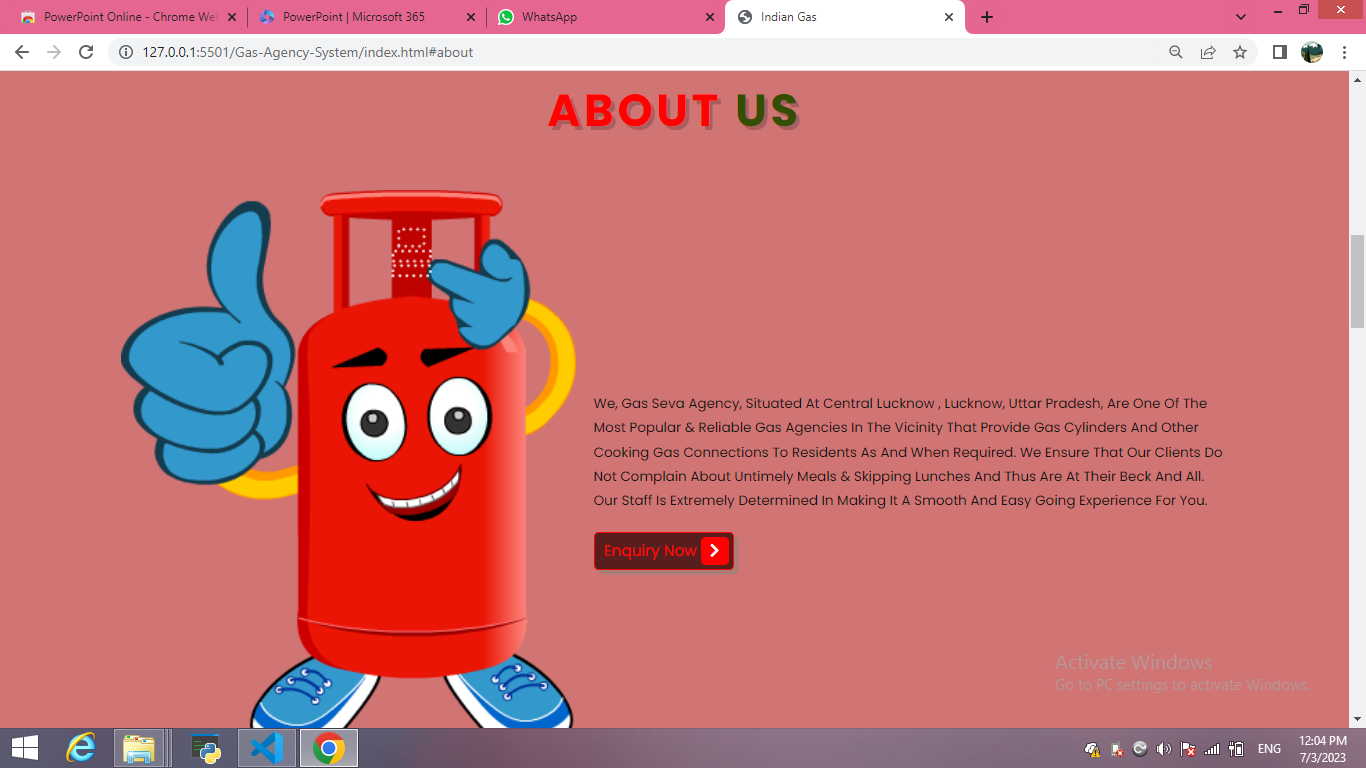 PowerPoint Online - Chrome We
PowerPoint | Microsoft 365
WhatsApp
Indian Gas
127.0.0.1:5501/Gas-Agency-System/index.html#about
ABOUT US
We, Gas Seva Agency, Situated At Central Lucknow , Lucknow, Uttar Pradesh, Are One Of The
Most Popular & Reliable Gas Agencies In The Vicinity That Provide Gas Cylinders And Other
Cooking Gas Connections To Residents As And When Required. We Ensure That Our Clients Do
Not Complain About Untimely Meals & Skipping Lunches And Thus Are At Their Beck And All.
Our Staff Is Extremely Determined In Making It A Smooth And Easy Going Experience For You.
Enquiry Now
Activate Windows
Go to PC settings to activate Windows.
ENG
12:04 PM
7/3/2023